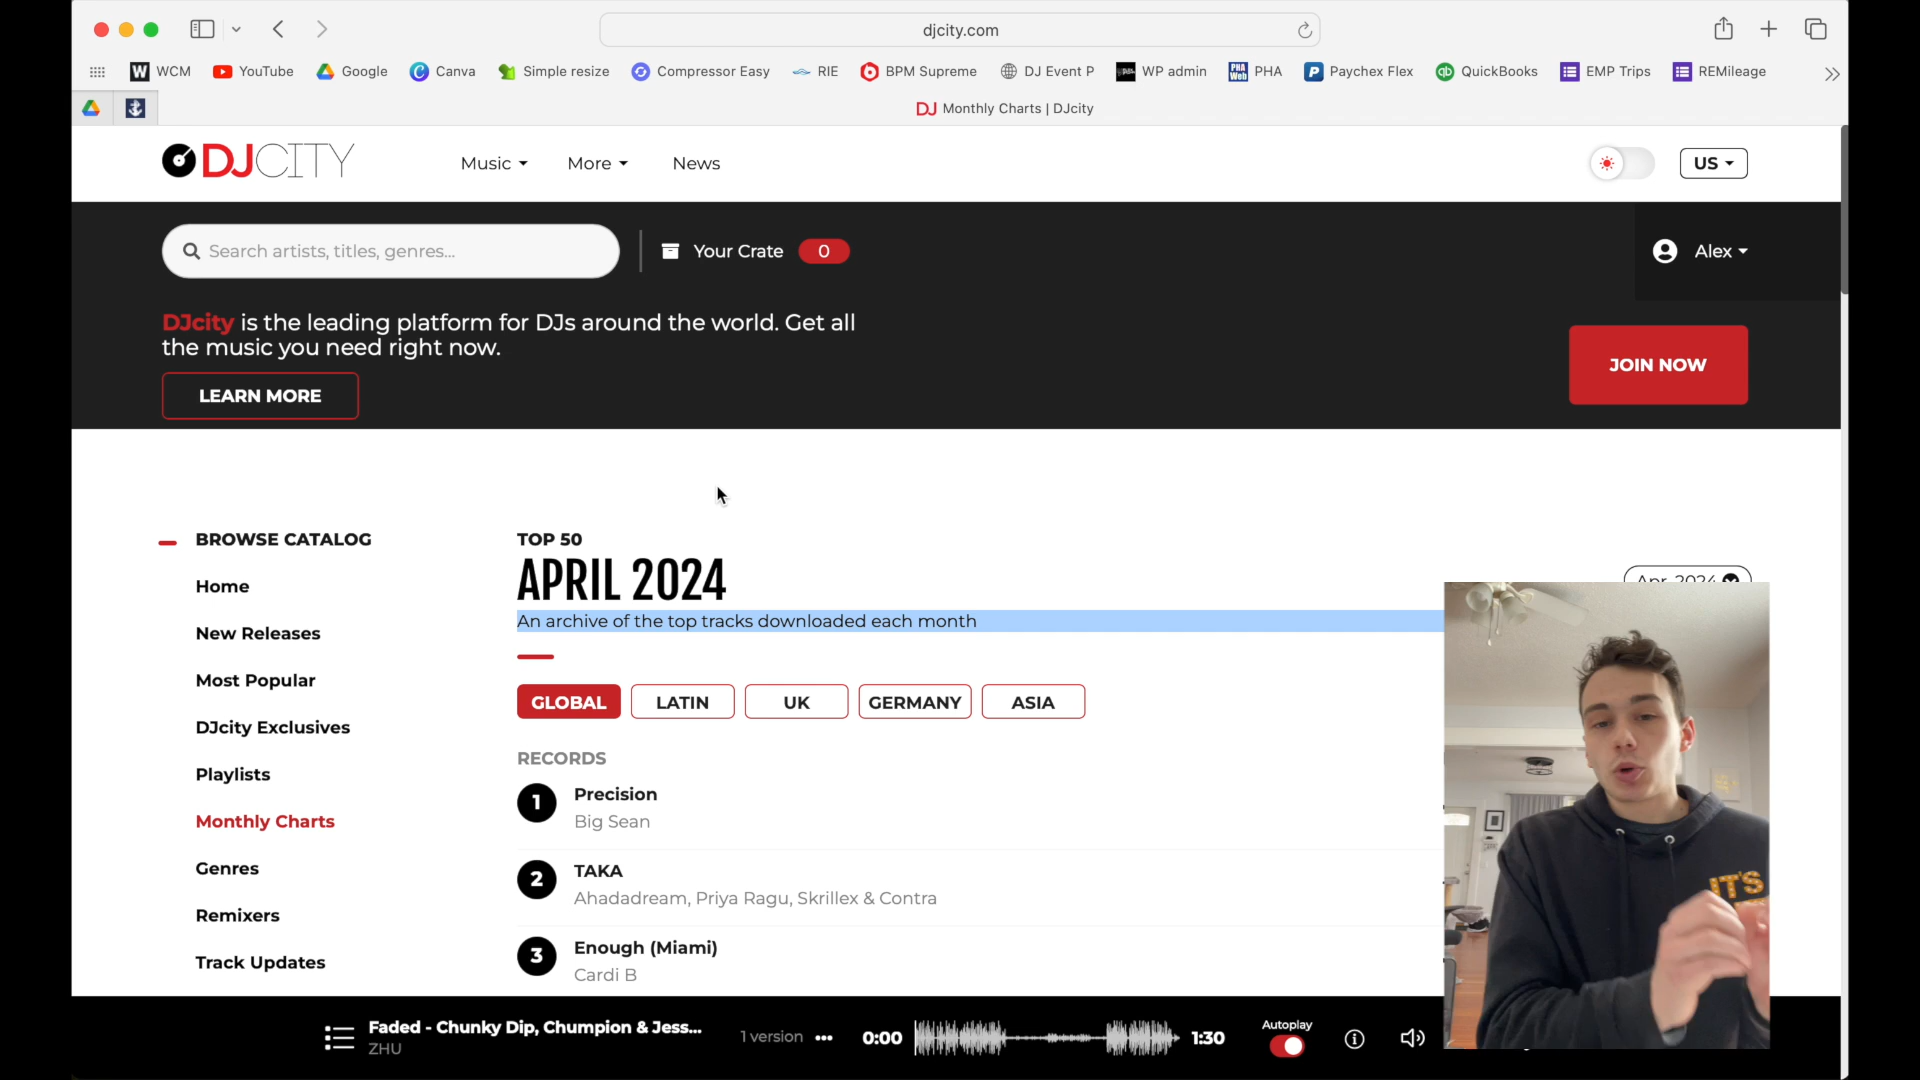 djcity.com
WCM YouTube Google Canva Simple resize Compressor Easy RIE BPM Supreme DJ Event P WP admin PHA Paychex Flex QuickBooks EMP Trips REMileage
DJ Monthly Charts | DJcity
DJCITY Music More News US
Search artists, titles, genres... Your Crate 0 Alex
DJcity is the leading platform for DJs around the world. Get all
the music you need right now.
LEARN MORE
JOIN NOW
BROWSE CATALOG
Home
New Releases
Most Popular
DJcity Exclusives
Playlists
Monthly Charts
Genres
Remixers
Track Updates
TOP 50
APRIL 2024
Apr, 2024
An archive of the top tracks downloaded each month
GLOBAL LATIN UK GERMANY ASIA
RECORDS
1 Precision
Big Sean
2 TAKA
Ahadadream, Priya Ragu, Skrillex & Contra
3 Enough (Miami)
Cardi B
IT'S
Faded - Chunky Dip, Chumpion & Jess...
ZHU
1 version 0:00 1:30 Autoplay